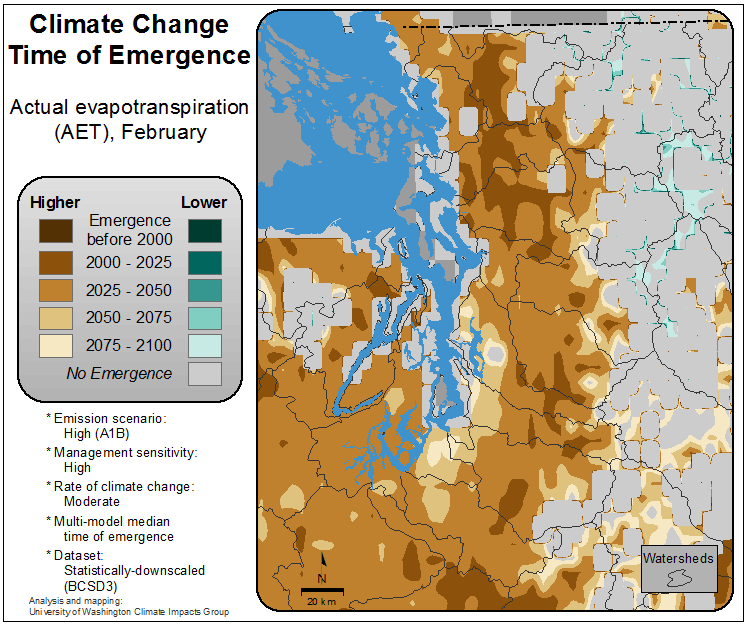 Climate Change
Time of Emergence
Actual evapotranspiration
(AET), February
Higher Lower
Emergence
before 2000
2000 - 2025
2025 - 2050
2050 - 2075
2075 - 2100
No Emergence
* Emission scenario:
High (A1B)
* Management sensitivity:
High
* Rate of climate change:
Moderate
* Multi-model median
time of emergence
* Dataset:
Statistically-downscaled
(BCSD3)
Analysis and mapping:
University of Washington Climate Impacts Group
N
20 km
Watersheds